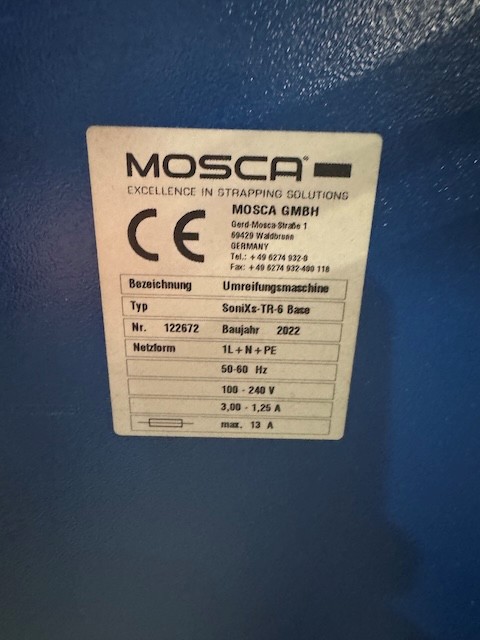 MOSCA®
EXCELLENCE IN STRAPPING SOLUTIONS
CE
MOSCA GMBH
Gerd-Mosca-Straße 1
69429 Waldbrunn
GERMANY
Tel.: +49 6274 932-0
Fax: +49 6274 932-400 118
Bezeichnung Umreifungsmaschine
Typ SoniXs-TR-6 Base
Nr. 122672 Baujahr 2022
Netzform 1L + N + PE
50-60 Hz
100 - 240 V
3,00 - 1,25 A
max. 13 A